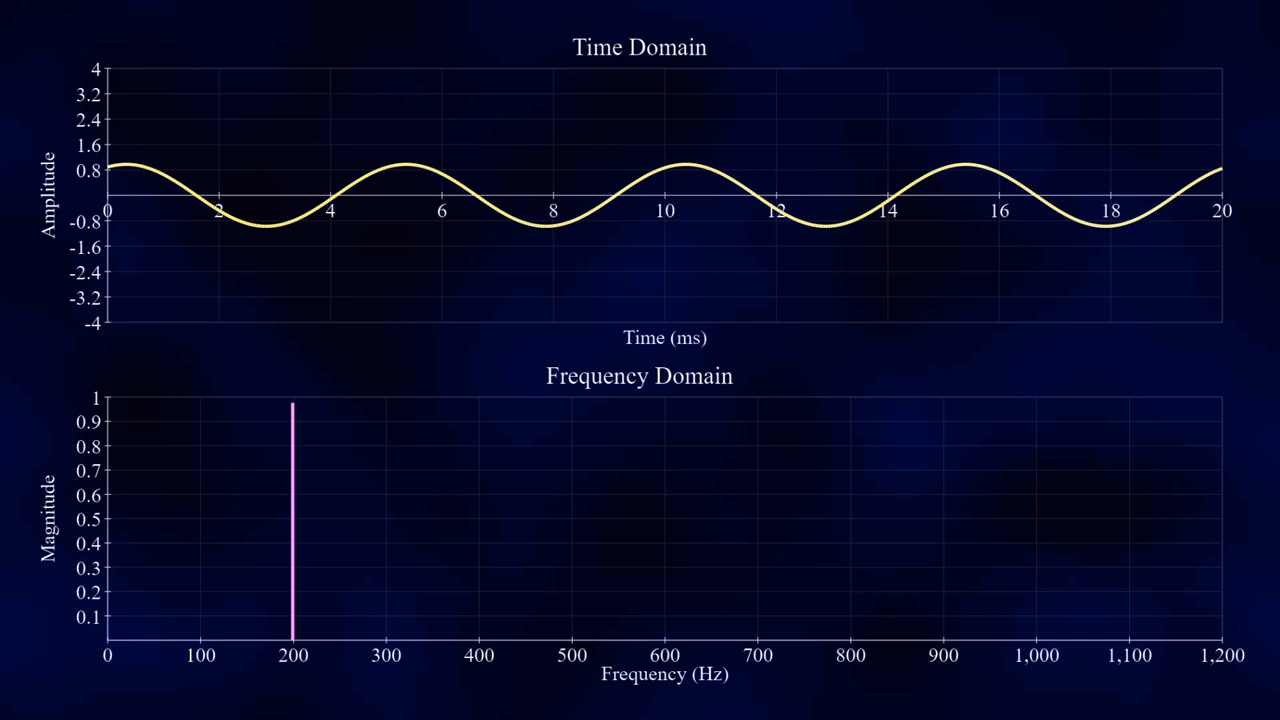 Time Domain
4
3.2
2.4
1.6
0.8
-0.8
-1.6
-2.4
-3.2
-4
Amplitude
0 2 4 6 8 10 12 14 16 18 20
Time (ms)
Frequency Domain
1
0.9
0.8
0.7
0.6
0.5
0.4
0.3
0.2
0.1
Magnitude
0 100 200 300 400 500 600 700 800 900 1,000 1,100 1,200
Frequency (Hz)